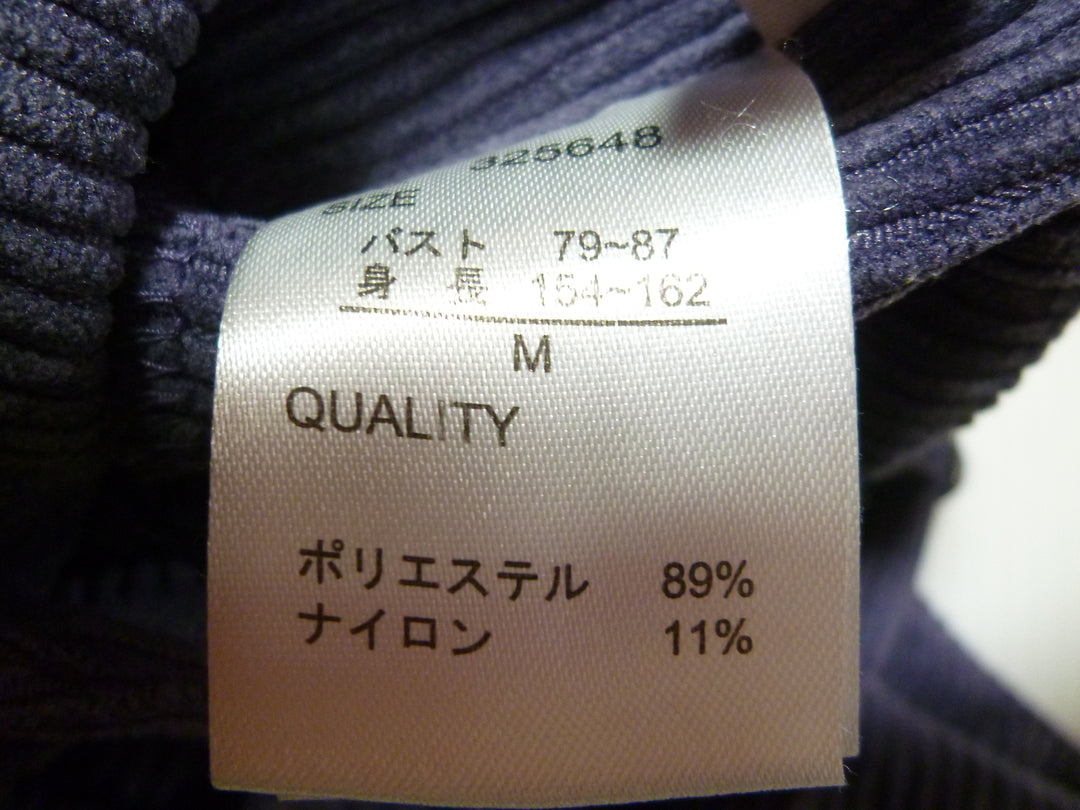 325648
SIZE
バスト 79~87
身長 154~162
M
QUALITY
ポリエステル 89%
ナイロン 11%